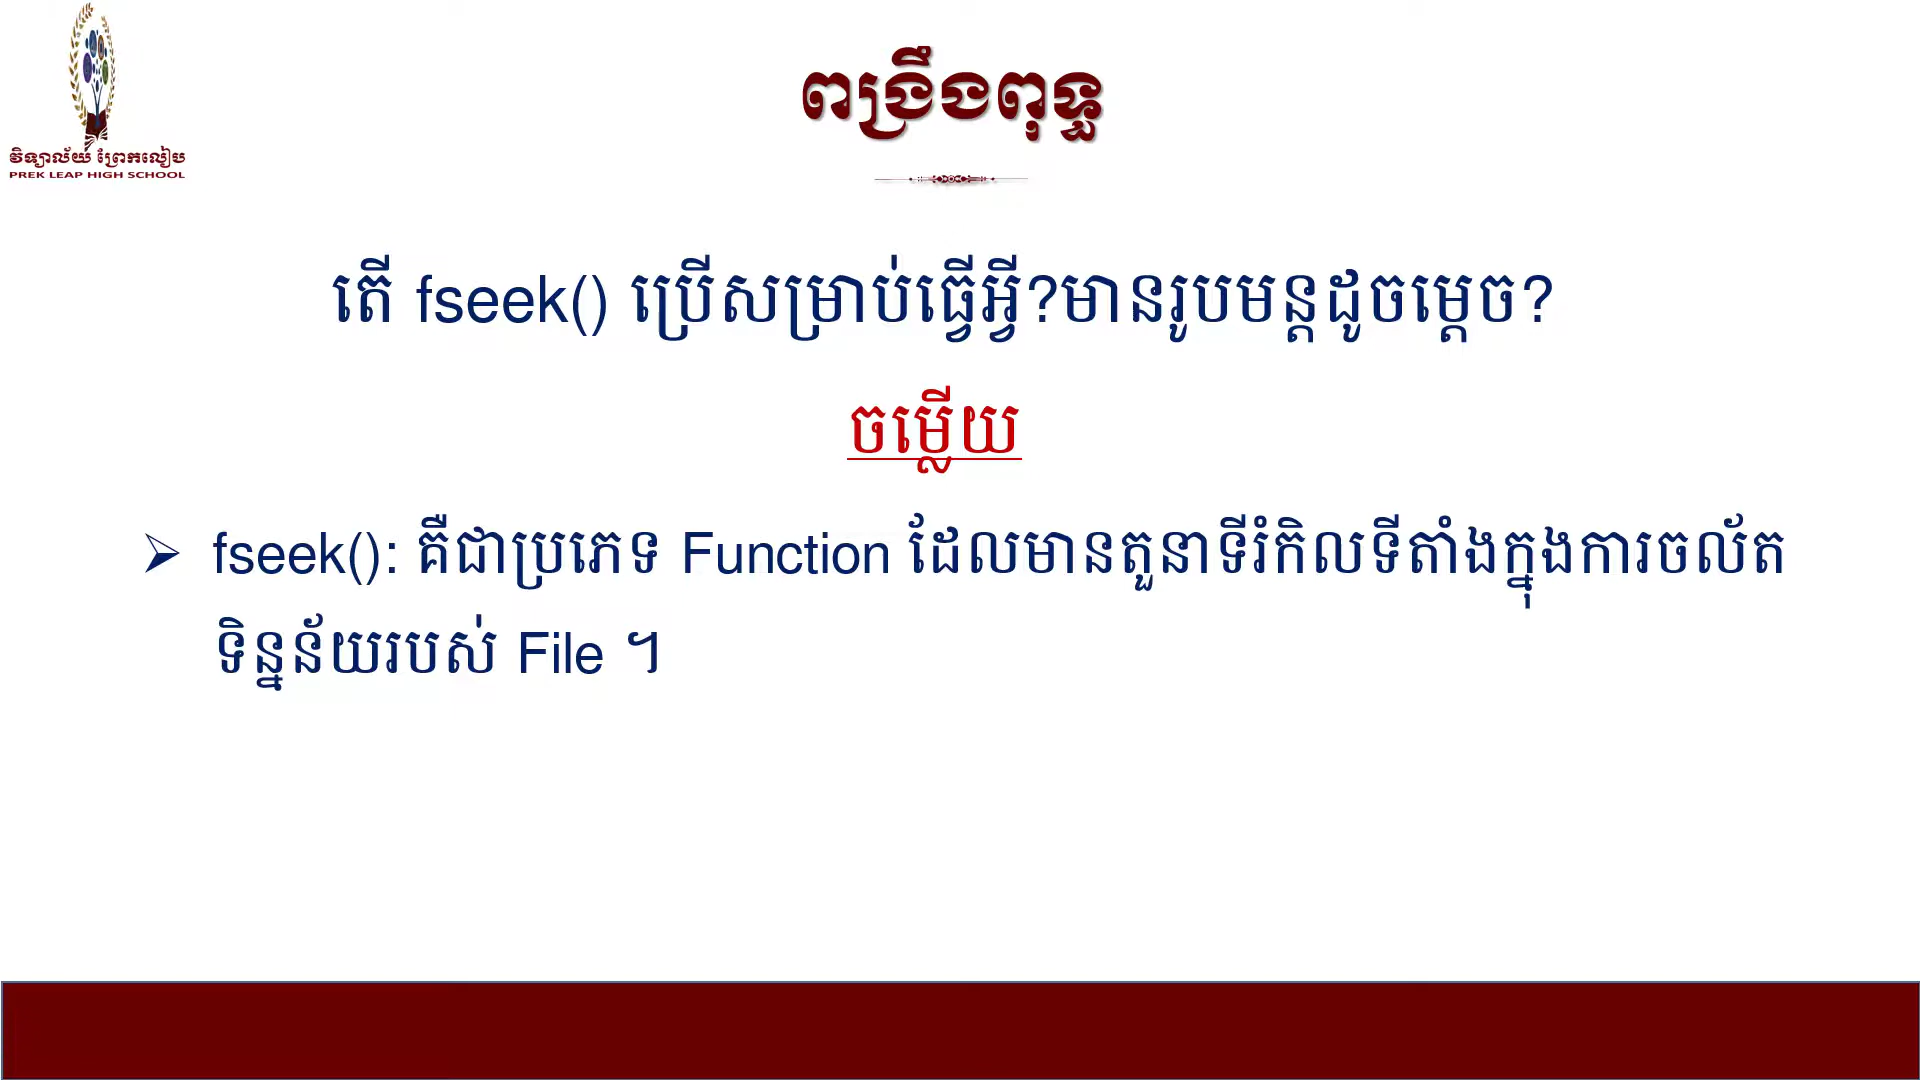 វិទ្យាល័យ ព្រែកលៀប
PREK LEAP HIGH SCHOOL
ពង្រឹងពុទ្ធ
តើ fseek() ប្រើសម្រាប់ធ្វើអ្វី?មានរូបមន្តដូចម្តេច?
ចម្លើយ
➢ fseek(): គឺជាប្រភេទ Function ដែលមានតួនាទីរំកិលទីតាំងក្នុងការចល័ត
ទិន្នន័យរបស់ File ។